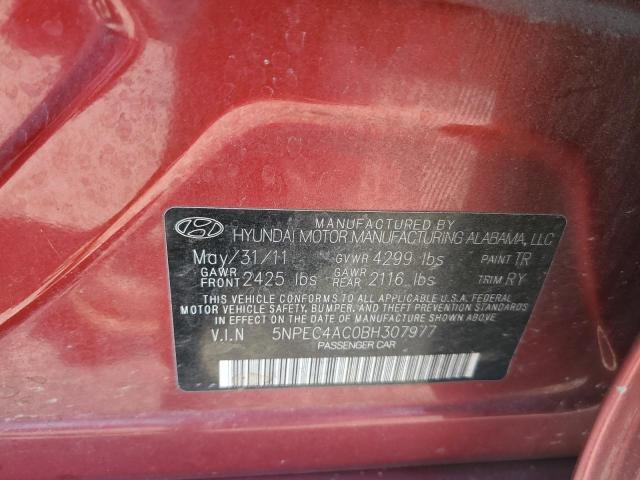 MANUFACTURED BY
HYUNDAI MOTOR MANUFACTURING ALABAMA, LLC
May/31/11 GVWR 4299 lbs PAINT TR
GAWR FRONT 2425 lbs GAWR REAR 2116 lbs TRIM RY
THIS VEHICLE CONFORMS TO ALL APPLICABLE U.S.A. FEDERAL
MOTOR VEHICLE SAFETY, BUMPER, AND THEFT PREVENTION STANDARDS
IN EFFECT ON THE DATE OF MANUFACTURE SHOWN ABOVE.
V.I.N 5NPEC4AC0BH307977
PASSENGER CAR